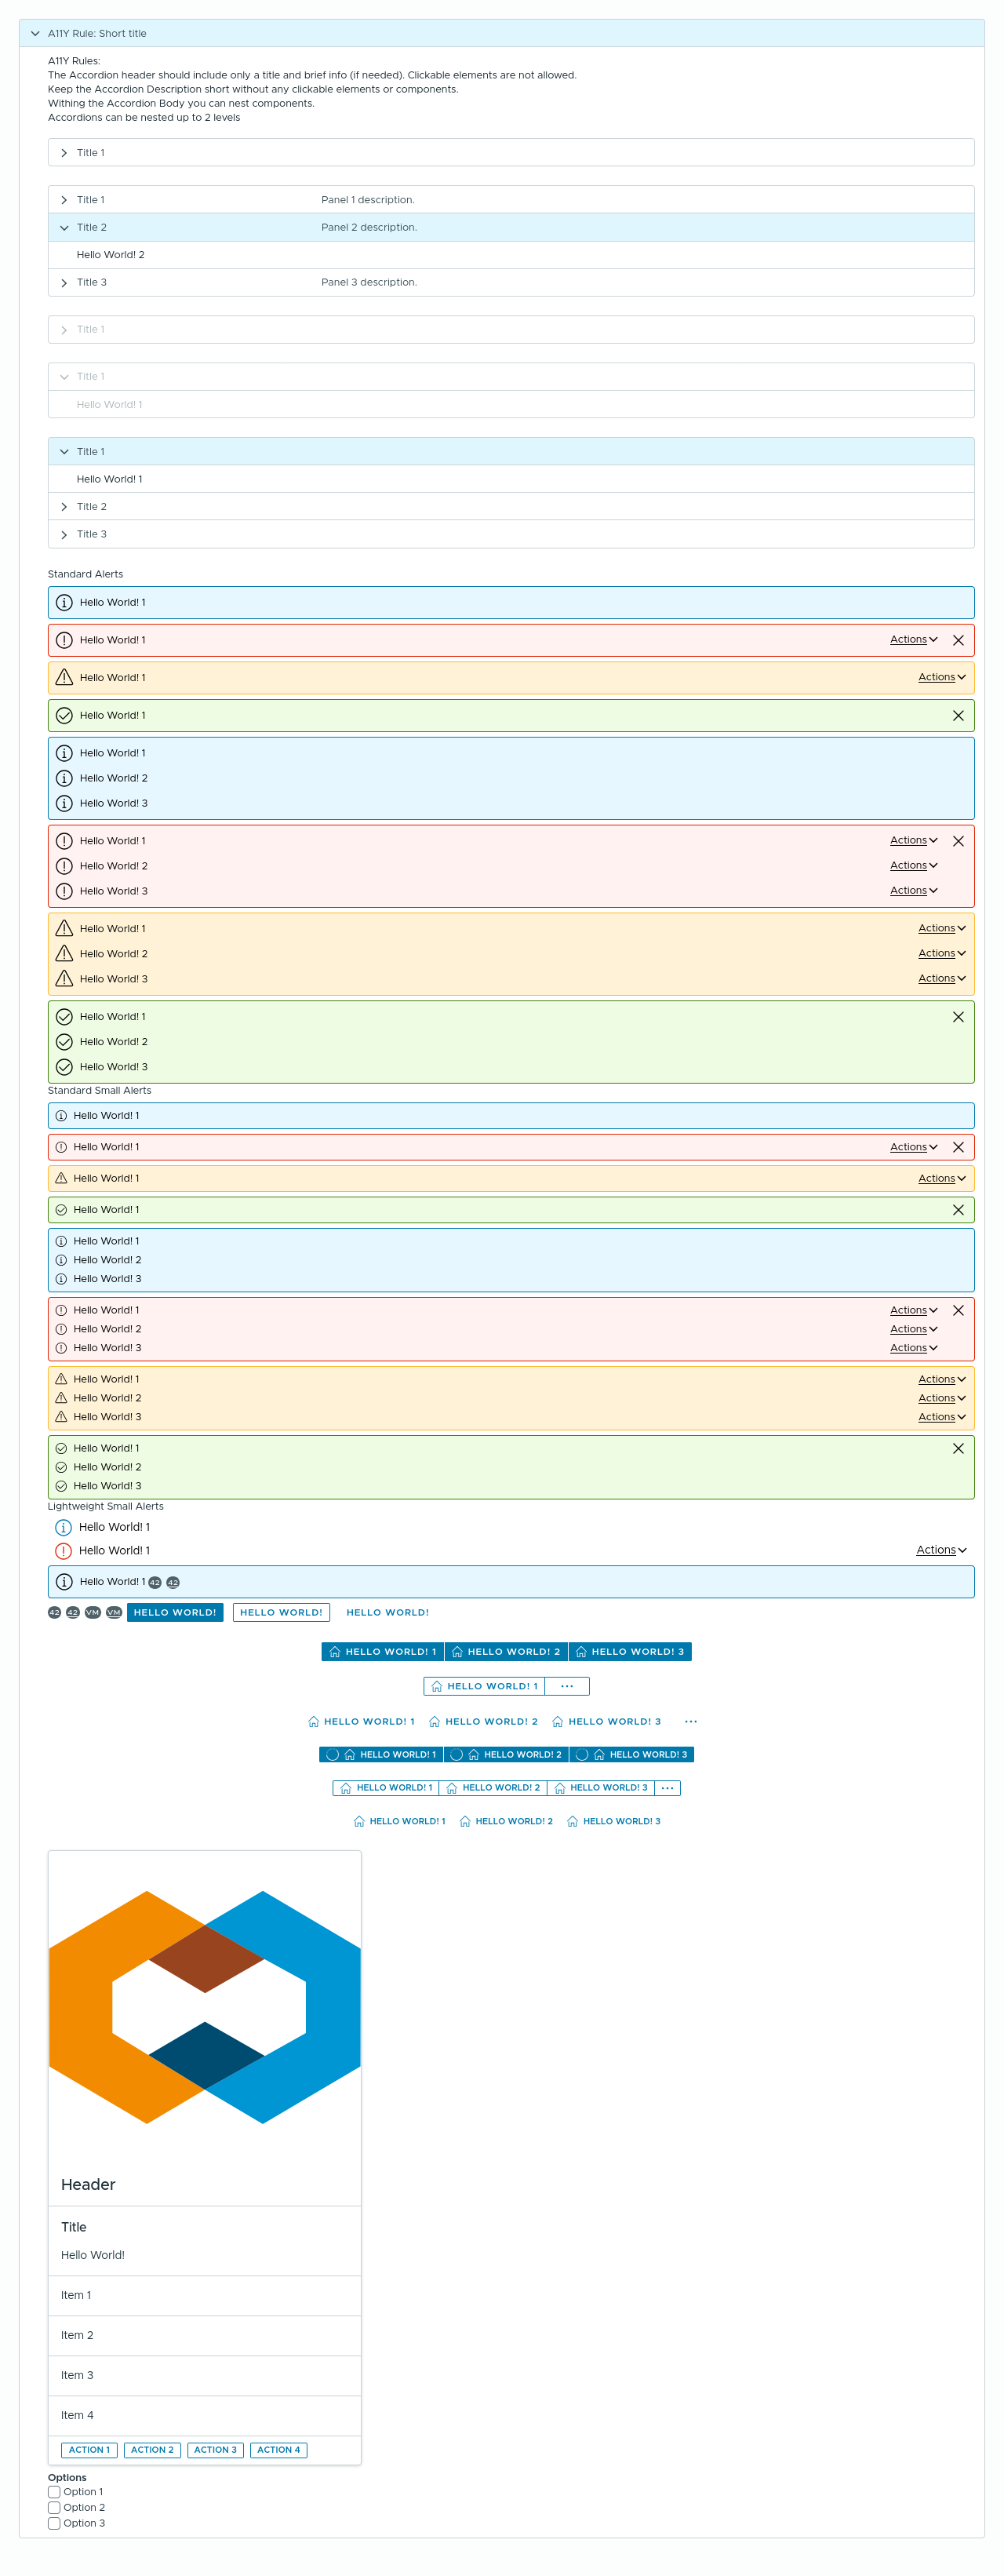 A11Y Rule: Short title
A11Y Rules:
The Accordion header should include only a title and brief info (if needed). Clickable elements are not allowed.
Keep the Accordion Description short without any clickable elements or components.
Withing the Accordion Body you can nest components.
Accordions can be nested up to 2 levels
Title 1
Title 1 Panel 1 description.
Title 2 Panel 2 description.
Hello World! 2
Title 3 Panel 3 description.
Title 1
Title 1
Hello World! 1
Title 1
Hello World! 1
Title 2
Title 3
Standard Alerts
Hello World! 1
Hello World! 1 Actions
Hello World! 1 Actions
Hello World! 1
Hello World! 1
Hello World! 2
Hello World! 3
Hello World! 1 Actions
Hello World! 2 Actions
Hello World! 3 Actions
Hello World! 1 Actions
Hello World! 2 Actions
Hello World! 3 Actions
Hello World! 1
Hello World! 2
Hello World! 3
Standard Small Alerts
Hello World! 1
Hello World! 1 Actions
Hello World! 1 Actions
Hello World! 1
Hello World! 1
Hello World! 2
Hello World! 3
Hello World! 1 Actions
Hello World! 2 Actions
Hello World! 3 Actions
Hello World! 1 Actions
Hello World! 2 Actions
Hello World! 3 Actions
Hello World! 1
Hello World! 2
Hello World! 3
Lightweight Small Alerts
Hello World! 1
Hello World! 1 Actions
Hello World! 1 42 42
42 42 VM VM HELLO WORLD! HELLO WORLD! HELLO WORLD!
HELLO WORLD! 1 HELLO WORLD! 2 HELLO WORLD! 3
HELLO WORLD! 1 ...
HELLO WORLD! 1 HELLO WORLD! 2 HELLO WORLD! 3 ...
HELLO WORLD! 1 HELLO WORLD! 2 HELLO WORLD! 3
HELLO WORLD! 1 HELLO WORLD! 2 HELLO WORLD! 3 ...
HELLO WORLD! 1 HELLO WORLD! 2 HELLO WORLD! 3
Header
Title
Hello World!
Item 1
Item 2
Item 3
Item 4
ACTION 1 ACTION 2 ACTION 3 ACTION 4
Options
Option 1
Option 2
Option 3